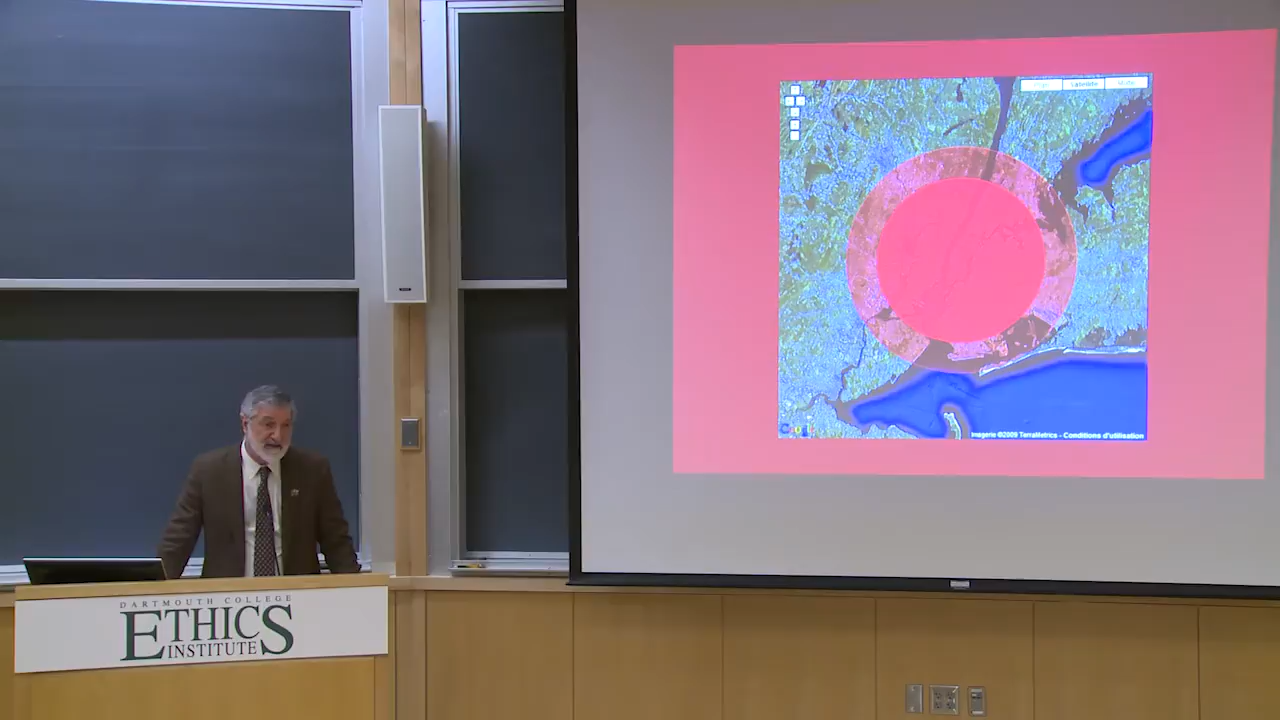 Satellite
Imagerie ©2009 TerraMetrics - Conditions d'utilisation
DARTMOUTH COLLEGE
ETHICS
INSTITUTE